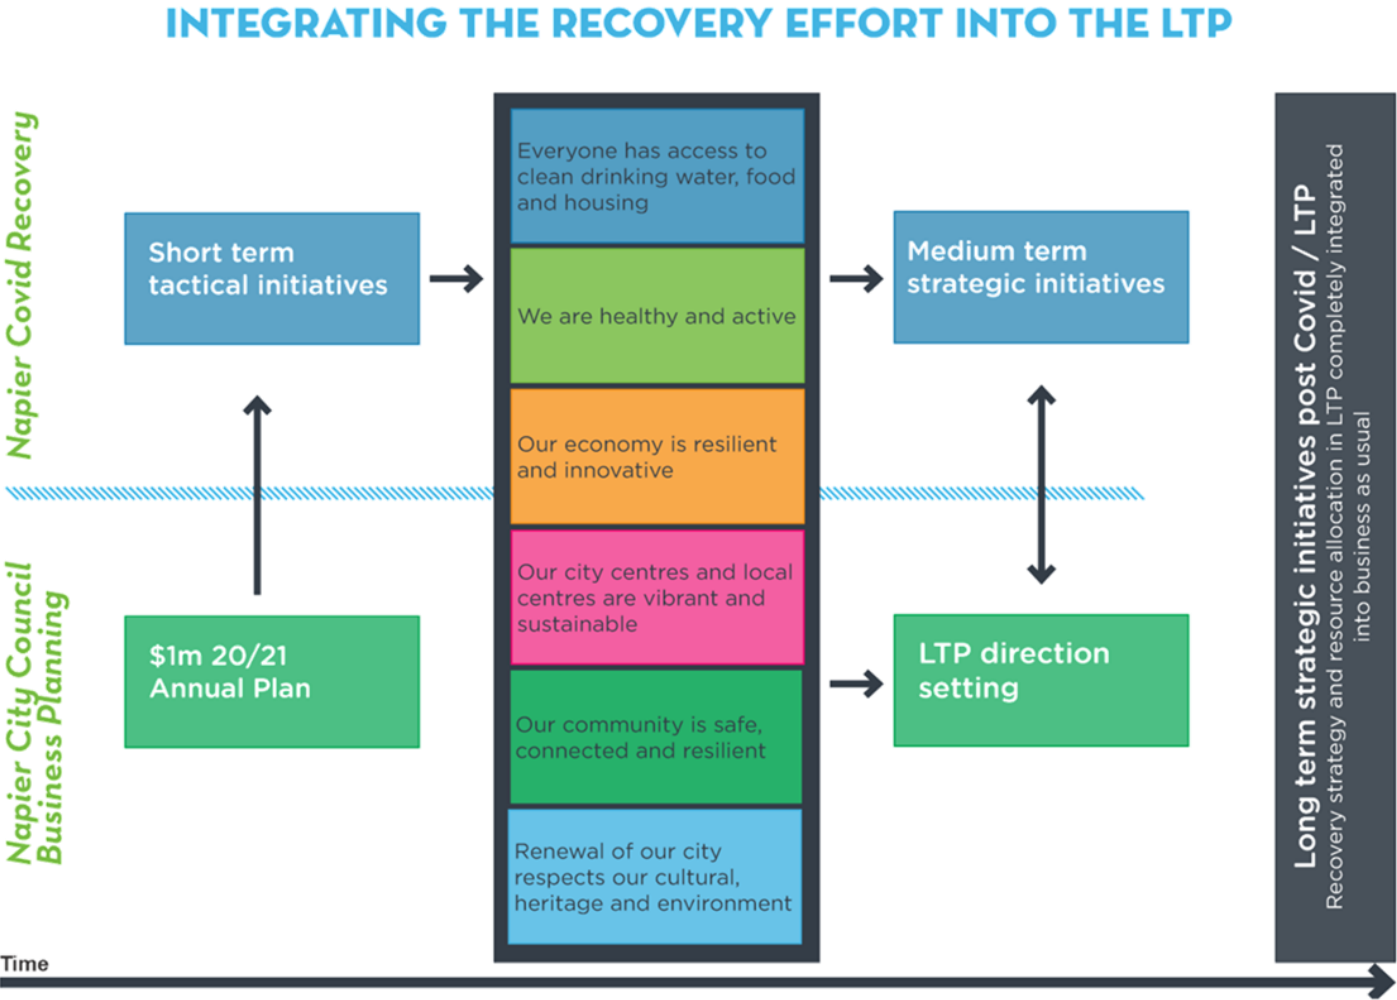 INTEGRATING THE RECOVERY EFFORT INTO THE LTP
Napier Covid Recovery
Short term
tactical initiatives
Everyone has access to
clean drinking water, food
and housing
We are healthy and active
Our economy is resilient
and innovative
Our city centres and local
centres are vibrant and
sustainable
Our community is safe,
connected and resilient
Renewal of our city
respects our cultural,
heritage and environment
Medium term
strategic initiatives
Napier City Council
Business Planning
$1m 20/21
Annual Plan
LTP direction
setting
Long term strategic initiatives post Covid / LTP
Recovery strategy and resource allocation in LTP completely integrated
into business as usual
Time